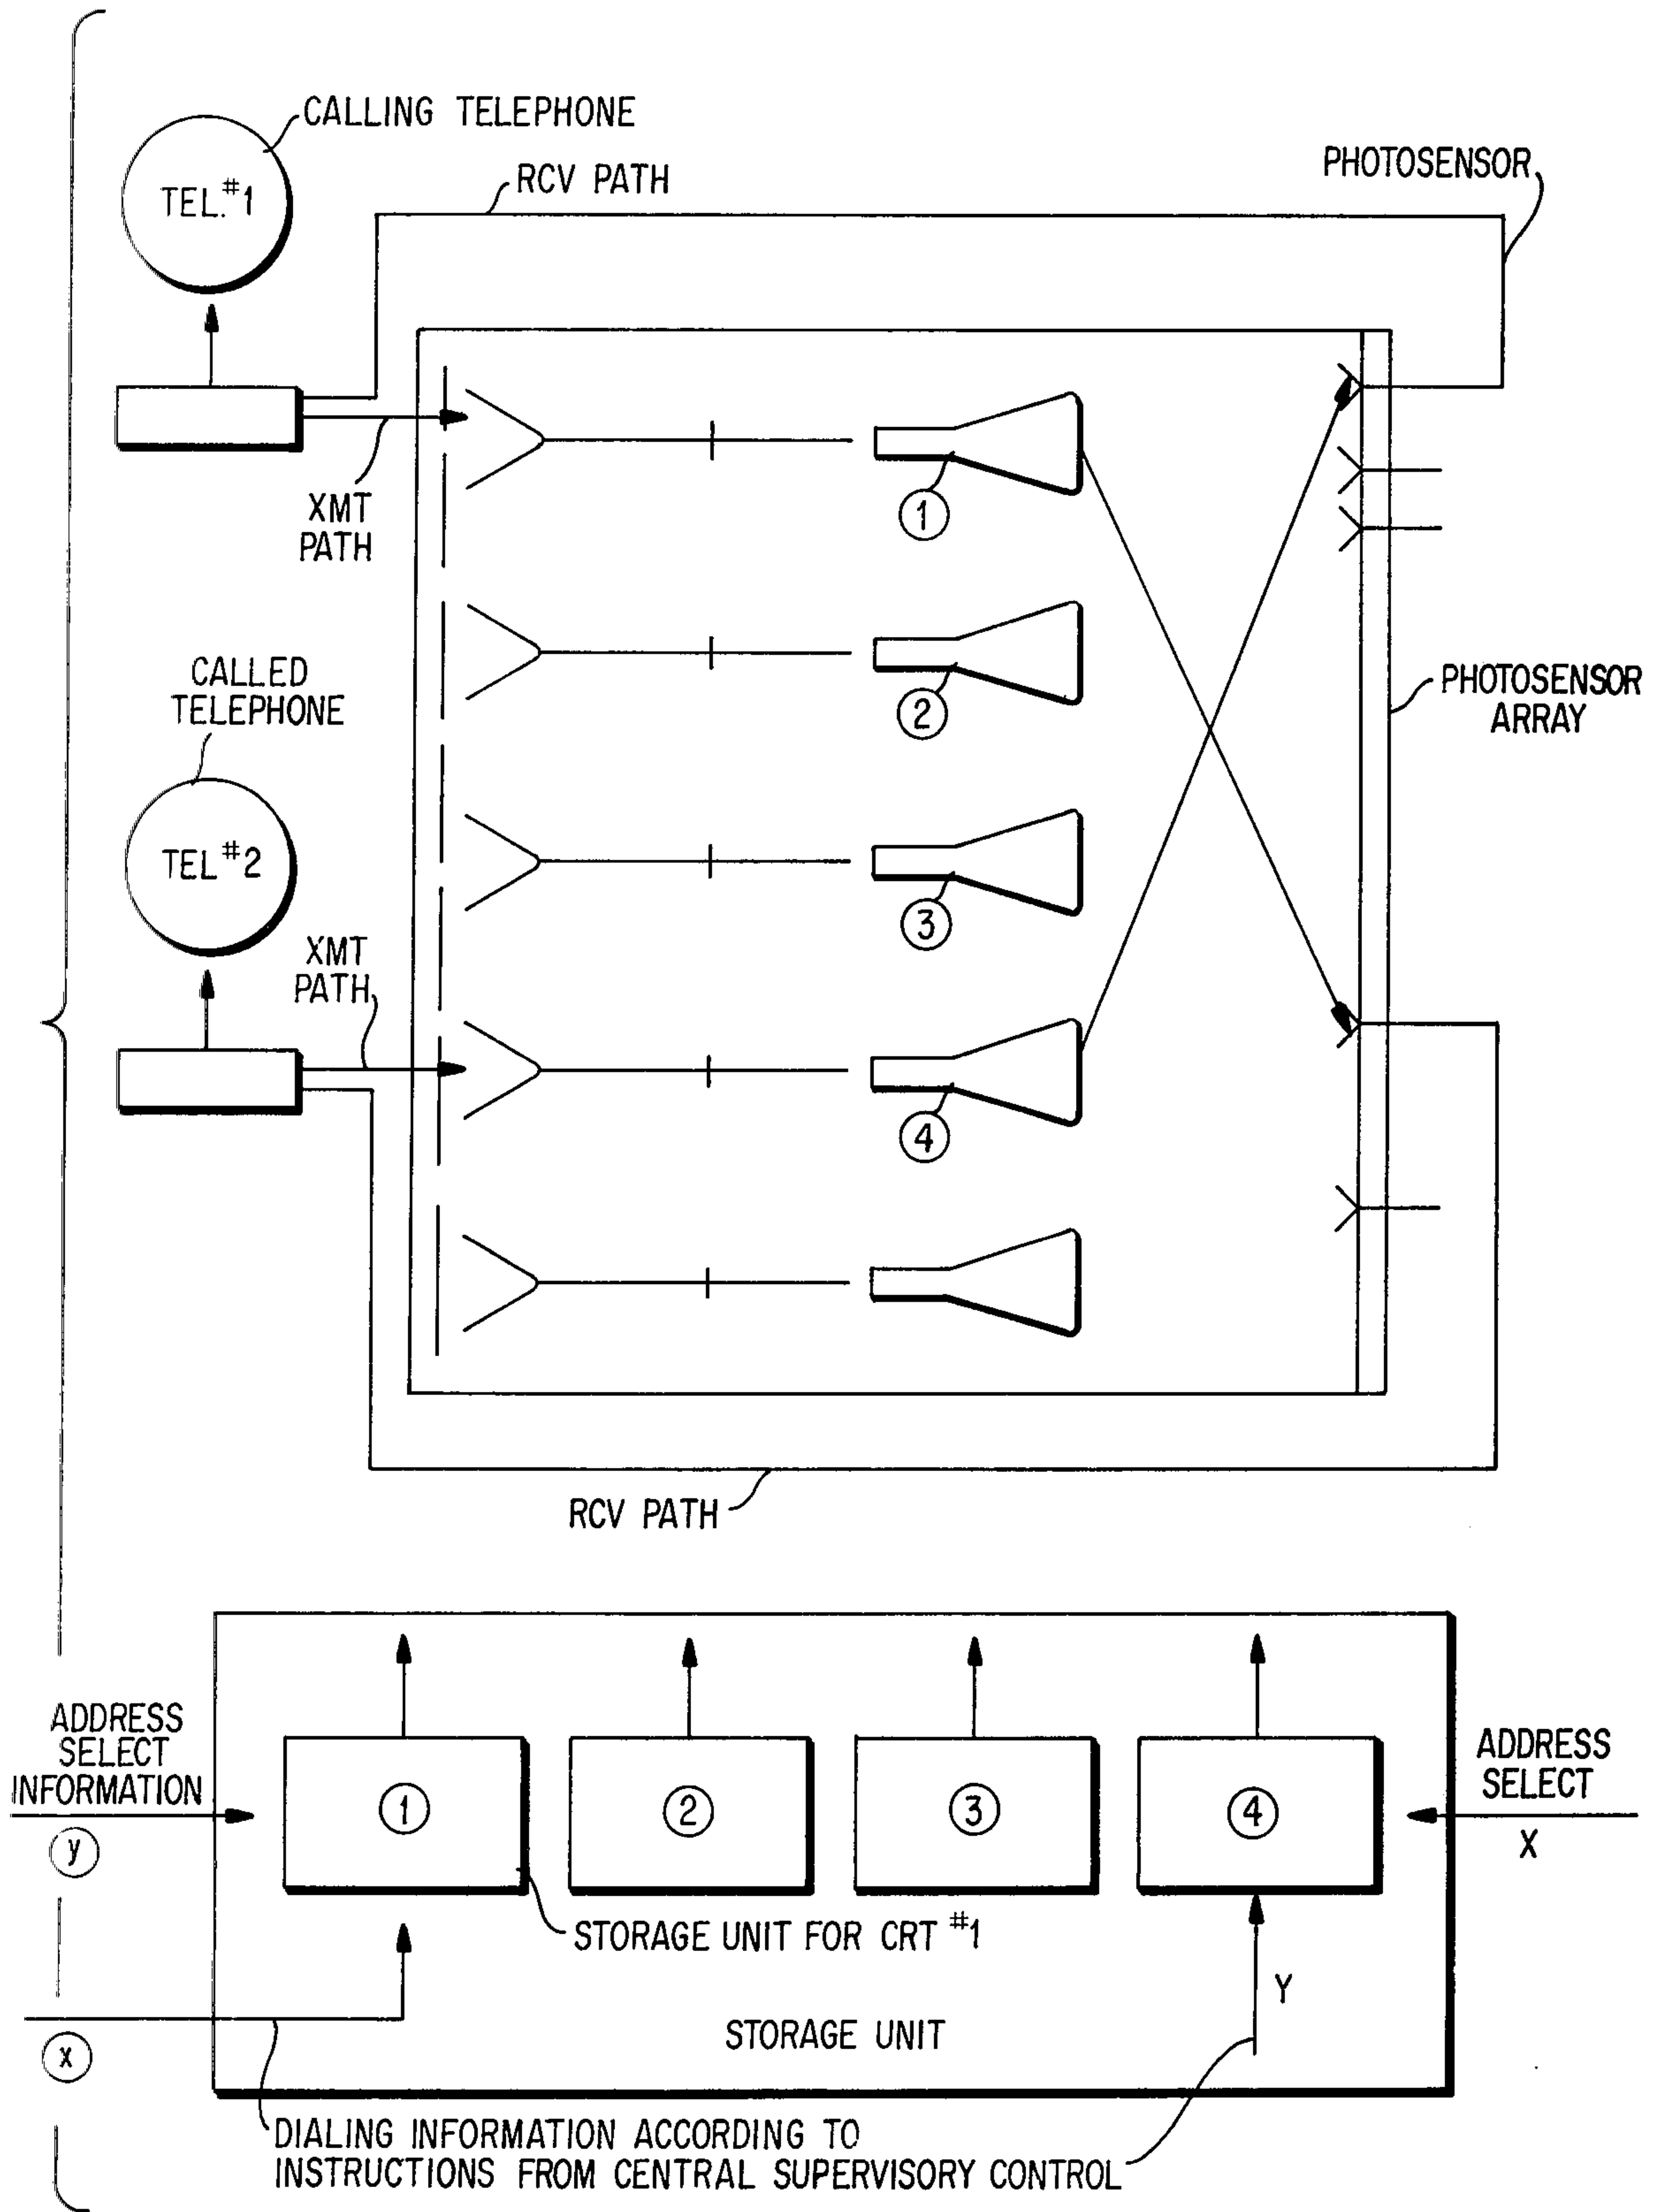 CALLING TELEPHONE
TEL.#1
RCV PATH
PHOTOSENSOR
XMT
PATH
1
2
CALLED
TELEPHONE
PHOTOSENSOR
ARRAY
TEL#2
3
XMT
PATH
4
RCV PATH
ADDRESS
SELECT
INFORMATION
y
1
2
3
4
ADDRESS
SELECT
X
STORAGE UNIT FOR CRT #1
Y
STORAGE UNIT
x
DIALING INFORMATION ACCORDING TO
INSTRUCTIONS FROM CENTRAL SUPERVISORY CONTROL